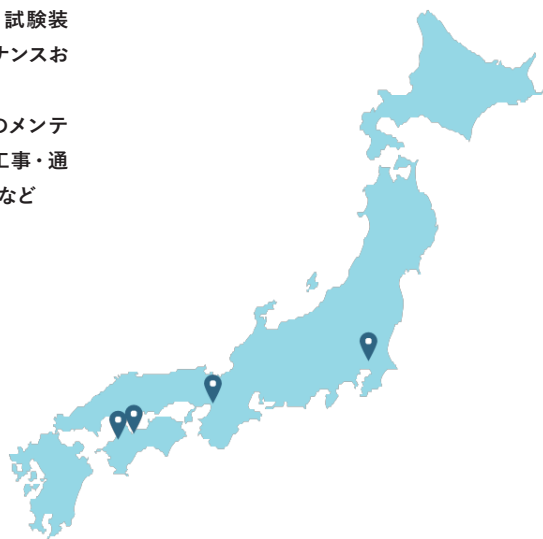 試験装
ナンスお
のメンテ
工事・通
など